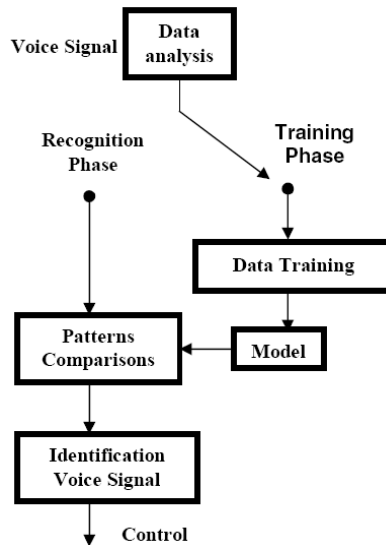 Voice Signal
Data
analysis
Recognition
Phase
Training
Phase
Data Training
Patterns
Comparisons
Model
Identification
Voice Signal
Control